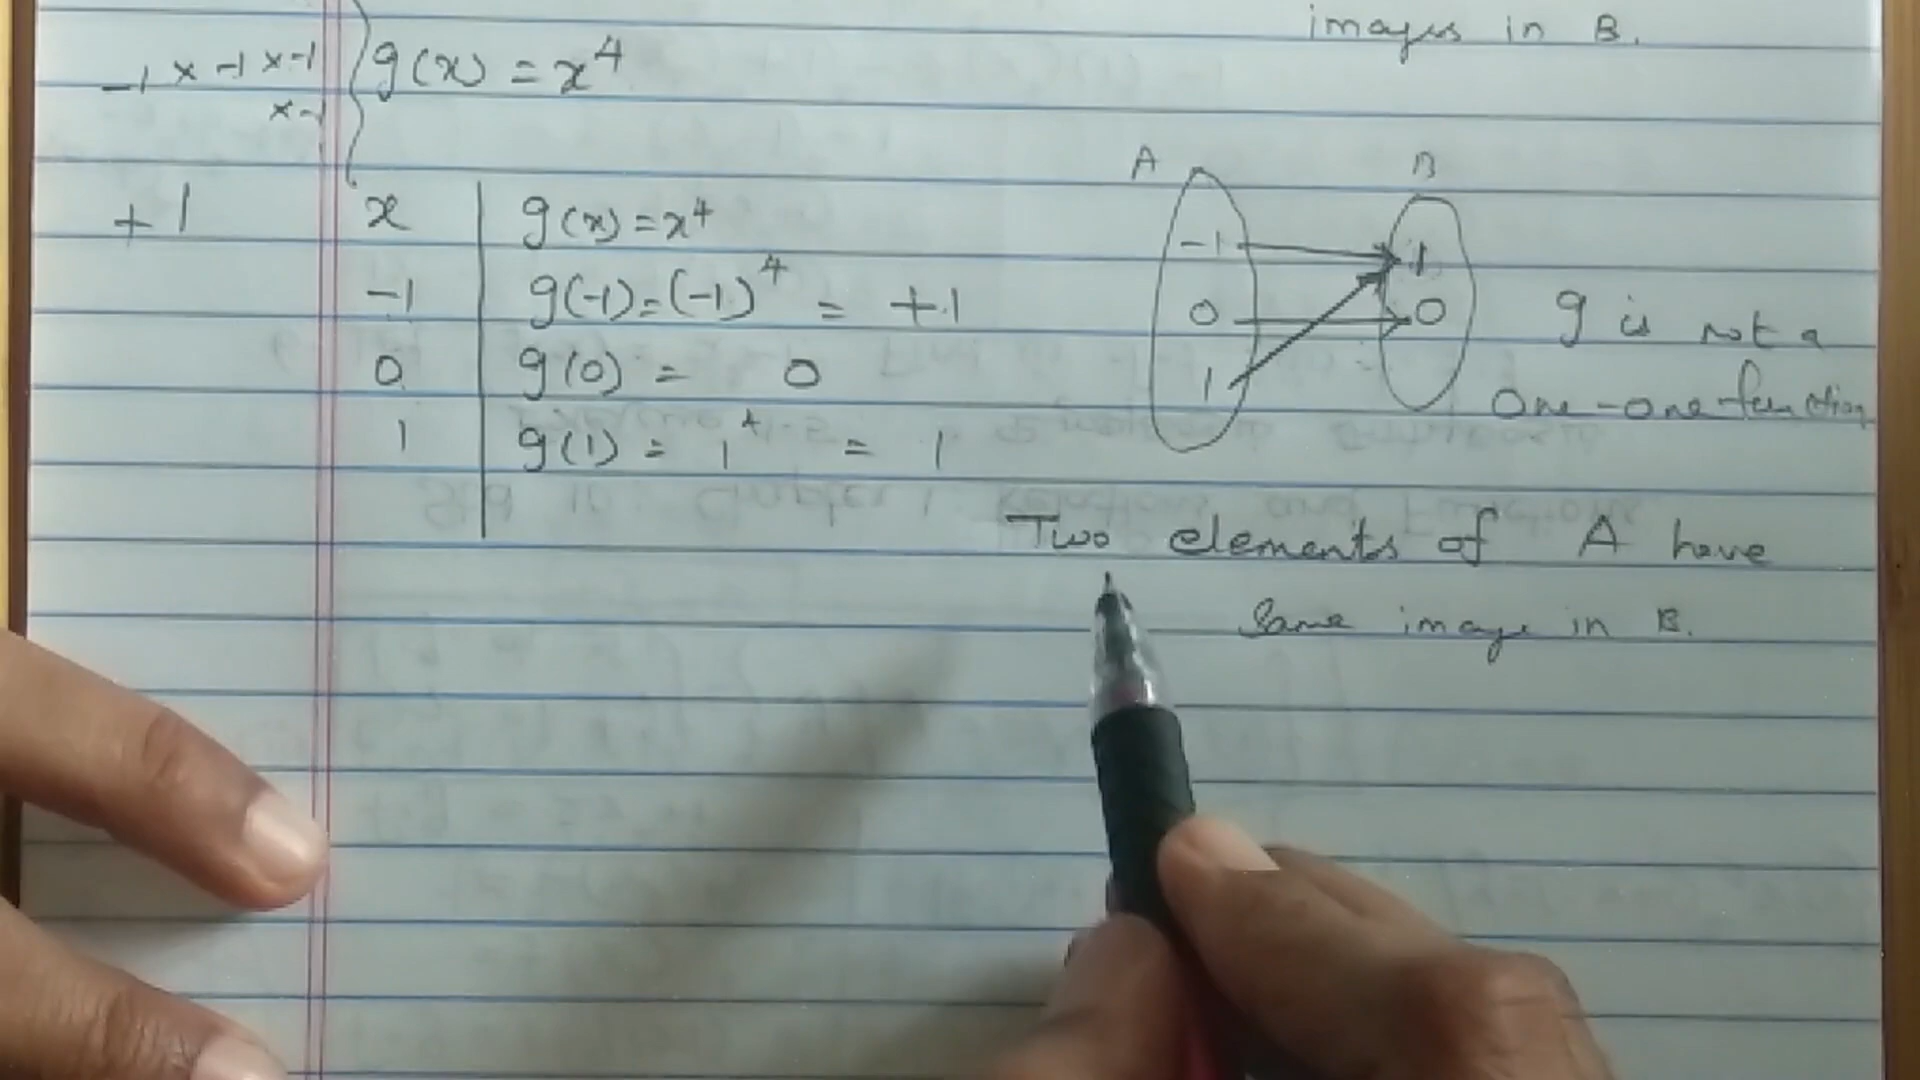 images in B.
-1 x -1 x -1
x -1
g(x) = x⁴
+1
x | g(x) = x⁴
-1 | g(-1) = (-1)⁴ = +1
0 | g(0) = 0
1 | g(1) = 1⁴ = 1
A B
-1 1
0 0
1
g is not a
one-one-function
Two elements of A have
Same image in B.